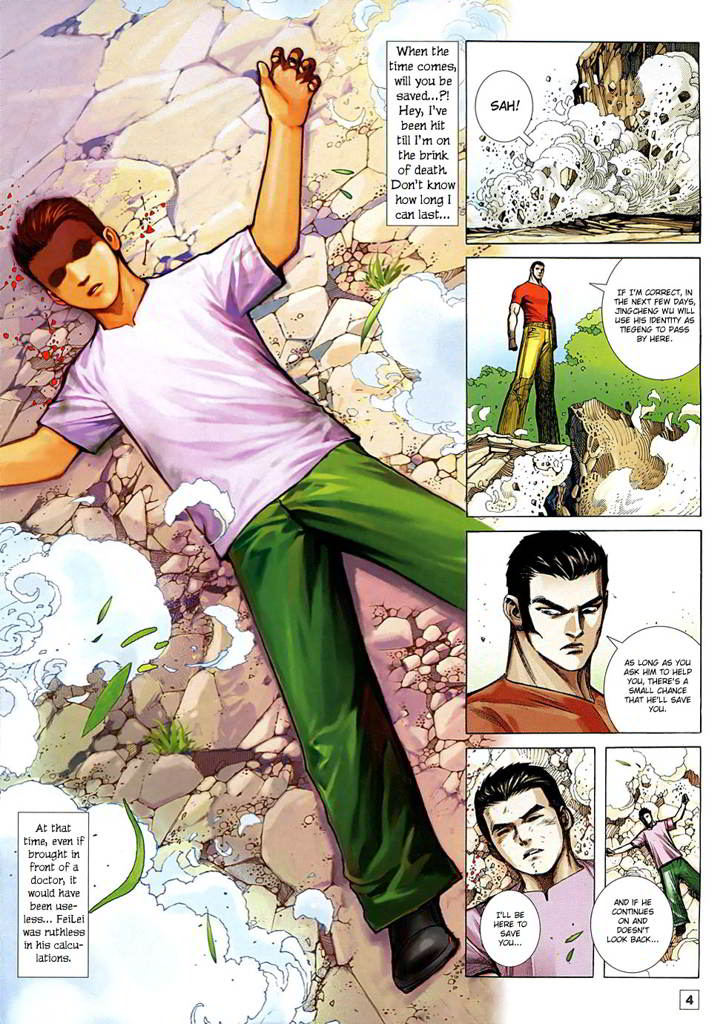 When the
time comes,
will you be
saved...?!
Hey, I've
been hit
till I'm on
the brink
of death.
Don't know
how long I
can last...
SAH!
IF I'M CORRECT, IN
THE NEXT FEW DAYS,
JINGCHENG WU WILL
USE HIS IDENTITY AS
TIEGENG TO PASS
BY HERE.
AS LONG AS YOU
ASK HIM TO HELP
YOU, THERE'S A
SMALL CHANCE
THAT HE'LL SAVE
YOU.
I'LL BE
HERE TO
SAVE
YOU...
AND IF HE
CONTINUES
ON AND
DOESN'T
LOOK BACK...
At that
time, even if
brought in
front of a
doctor, it
would have
been use-
less... FeiLei
was ruthless
in his calcu-
lations.
4